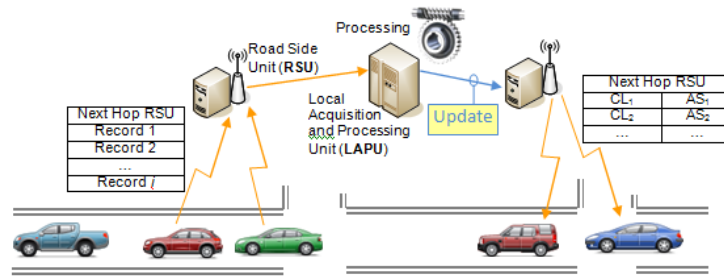 Processing
Road Side
Unit (RSU)
Local
Acquisition
and Processing
Unit (LAPU)
Update
Next Hop RSU
Record 1
Record 2
...
Record i
Next Hop RSU
CL₁ AS₁
CL₂ AS₂
... ...